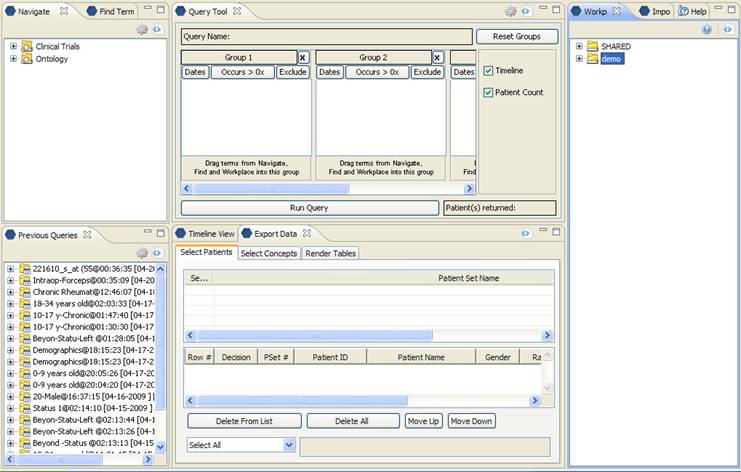 Navigate
Find Term
Clinical Trials
Ontology
Query Tool
Query Name:
Reset Groups
Group 1
X
Group 2
X
Dates
Occurs > 0x
Exclude
Dates
Occurs > 0x
Exclude
Dates
Drag terms from Navigate,
Find and Workplace into this group
Drag terms from Navigate,
Find and Workplace into this group
Timeline
Patient Count
Run Query
Patient(s) returned:
Workp
Impo
Help
SHARED
demo
Previous Queries
221610_s_at (55@00:36:35 [04-2
Intraop-Forceps@00:35:09 [04-20
Chronic Rheumat@12:46:07 [04-18
18-34 years old@02:03:33 [04-17-
10-17 y-Chronic@01:47:40 [04-17
10-17 y-Chronic@01:30:30 [04-17
Beyon-Statu-Left @01:28:05 [04-1
Demographics@18:15:23 [04-17-2
Demographics@18:15:23 [04-17-2
0-9 years old@20:05:26 [04-17-20
0-9 years old@20:04:20 [04-17-20
20-Male@16:37:15 [04-16-2009 ] [
Status 1@02:14:10 [04-15-2009 ]
Beyon-Statu-Left @02:13:44 [04-1
Beyon-Statu-Left @02:13:26 [04-1
Beyond -Status @02:13:13 [04-15
Timeline View
Export Data
Select Patients
Select Concepts
Render Tables
Se...
Patient Set Name
Row #
Decision
PSet #
Patient ID
Patient Name
Gender
Ra
Delete From List
Delete All
Move Up
Move Down
Select All